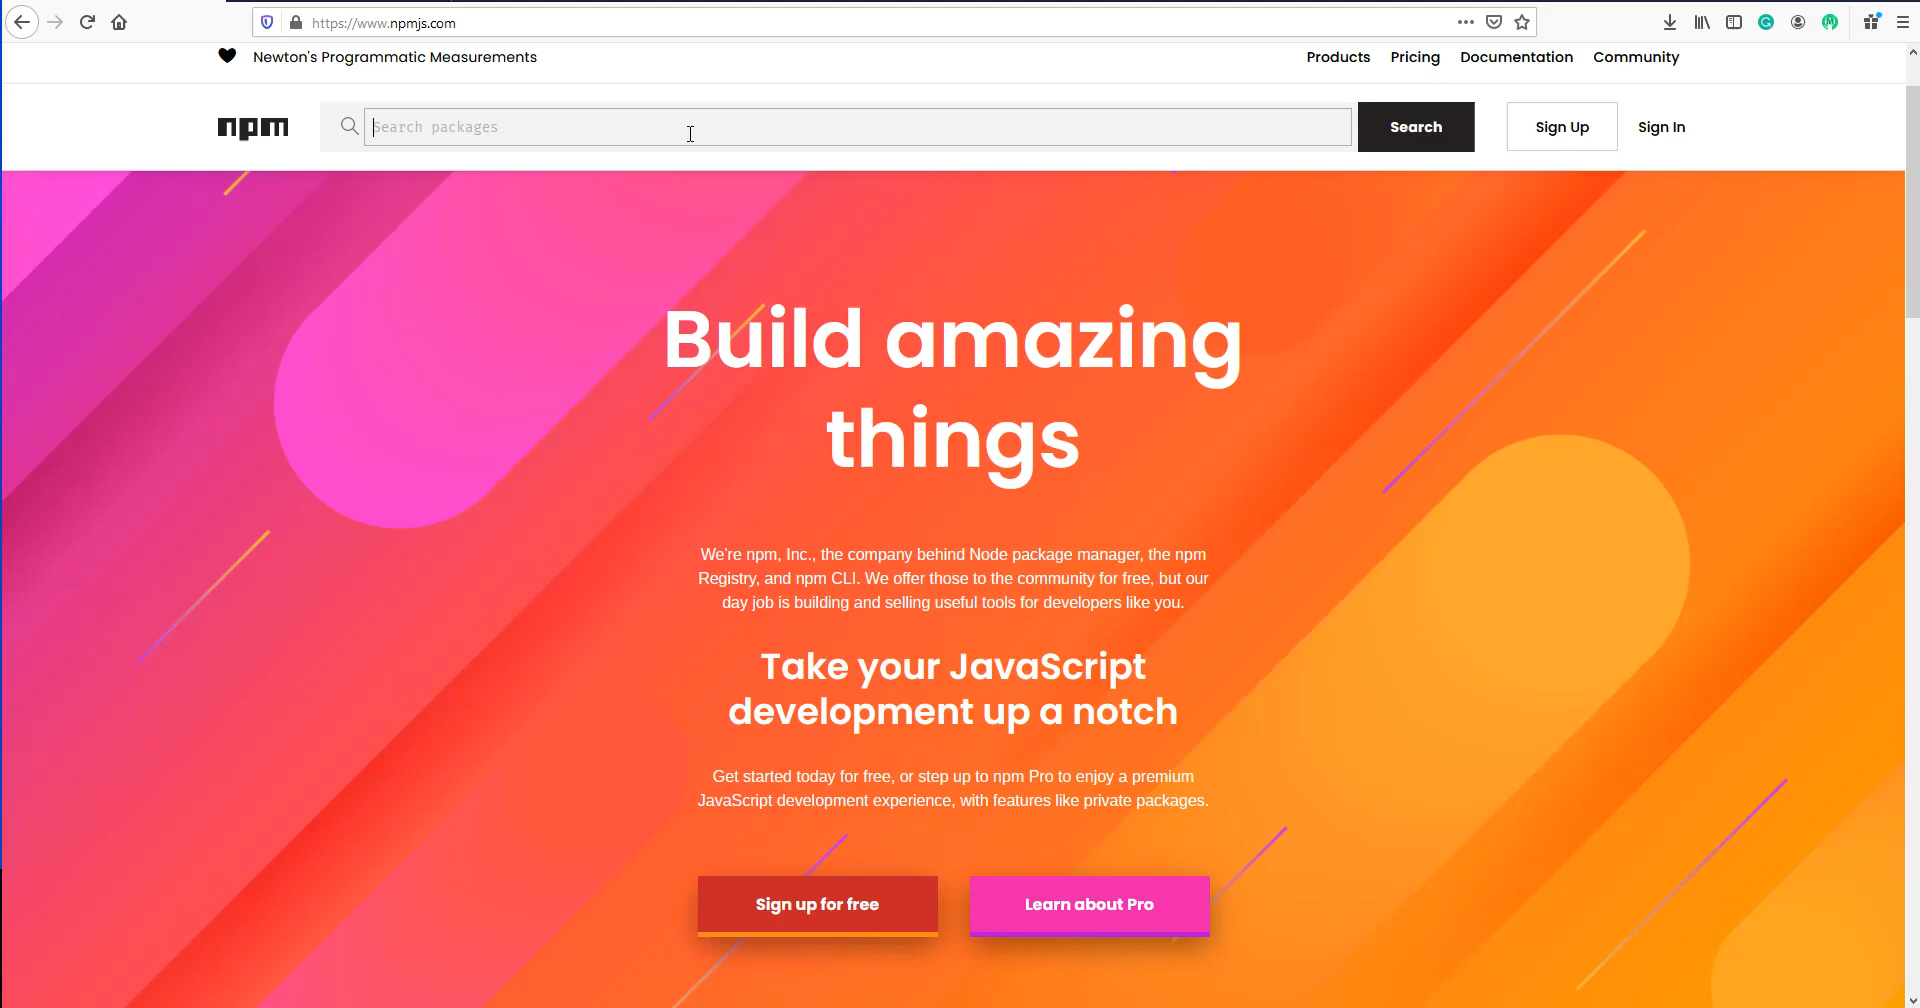 https://www.npmjs.com
Newton's Programmatic Measurements
Products Pricing Documentation Community
npm
Search packages
Search
Sign Up
Sign In
Build amazing
things
We're npm, Inc., the company behind Node package manager, the npm
Registry, and npm CLI. We offer those to the community for free, but our
day job is building and selling useful tools for developers like you.
Take your JavaScript
development up a notch
Get started today for free, or step up to npm Pro to enjoy a premium
JavaScript development experience, with features like private packages.
Sign up for free
Learn about Pro